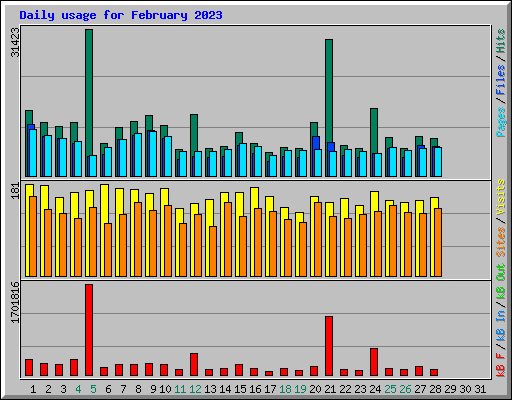 Daily usage for February 2023
31423
Pages / Files / Hits
181
Sites / Visits
1701816
kB F / kB In / kB Out
1 2 3 4 5 6 7 8 9 10 11 12 13 14 15 16 17 18 19 20 21 22 23 24 25 26 27 28 29 30 31